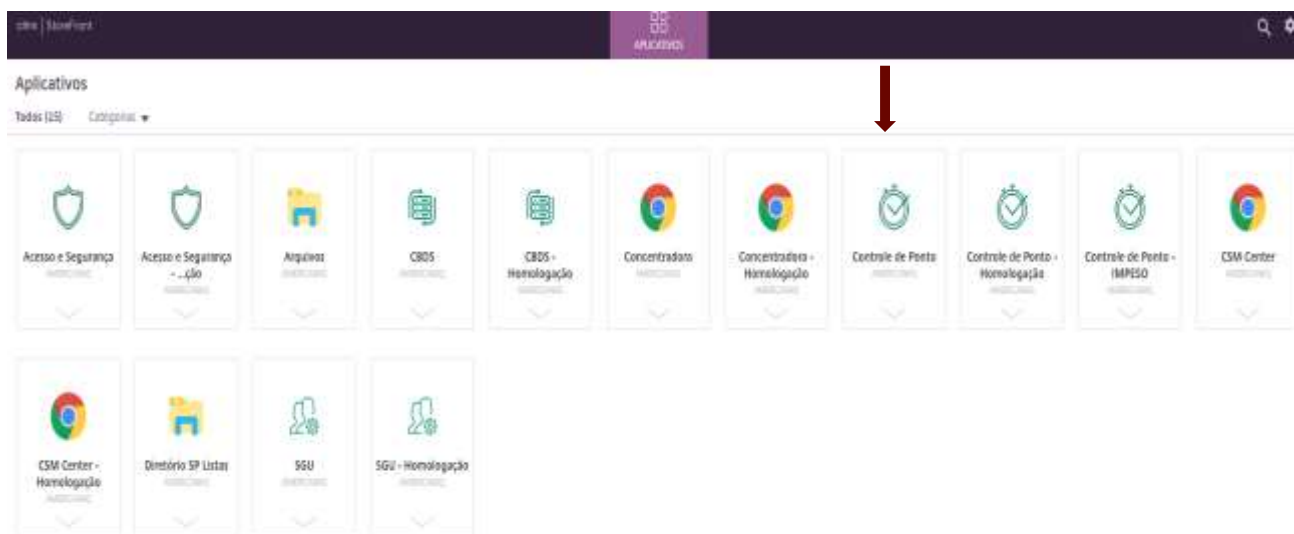 citrix | StoreFront
APLICATIVOS
Aplicativos
Todos (15) Categorias
Acesso e Segurança
Acesso e Segurança
- ...ção
Arquivos
CBDS
CBDS -
Homologação
Concentradora
Concentradora -
Homologação
Controle de Ponto
Controle de Ponto -
Homologação
Controle de Ponto -
IMPESO
CSM Center
CSM Center -
Homologação
Diretório SP Listas
SGU
SGU - Homologação